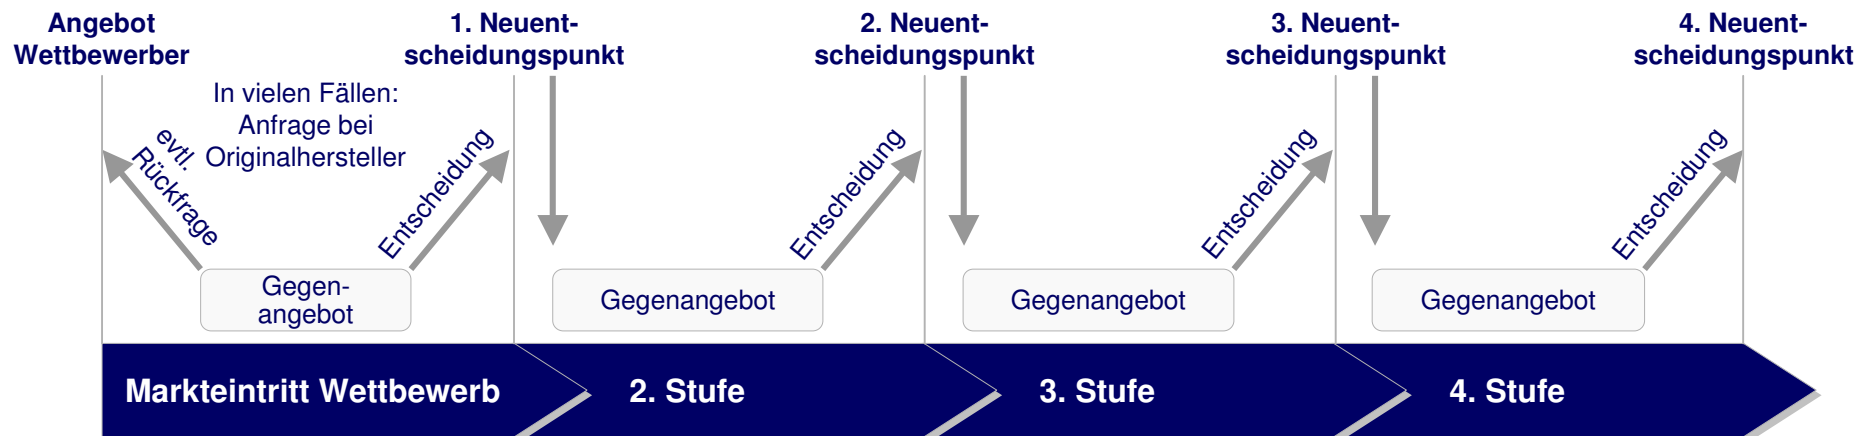 Angebot
Wettbewerber
1. Neuent-
scheidungspunkt
2. Neuent-
scheidungspunkt
3. Neuent-
scheidungspunkt
4. Neuent-
scheidungspunkt
In vielen Fällen:
Anfrage bei
Originalhersteller
evtl.
Rückfrage
Entscheidung
Entscheidung
Entscheidung
Entscheidung
Gegen-
angebot
Gegenangebot
Gegenangebot
Gegenangebot
Markteintritt Wettbewerb
2. Stufe
3. Stufe
4. Stufe